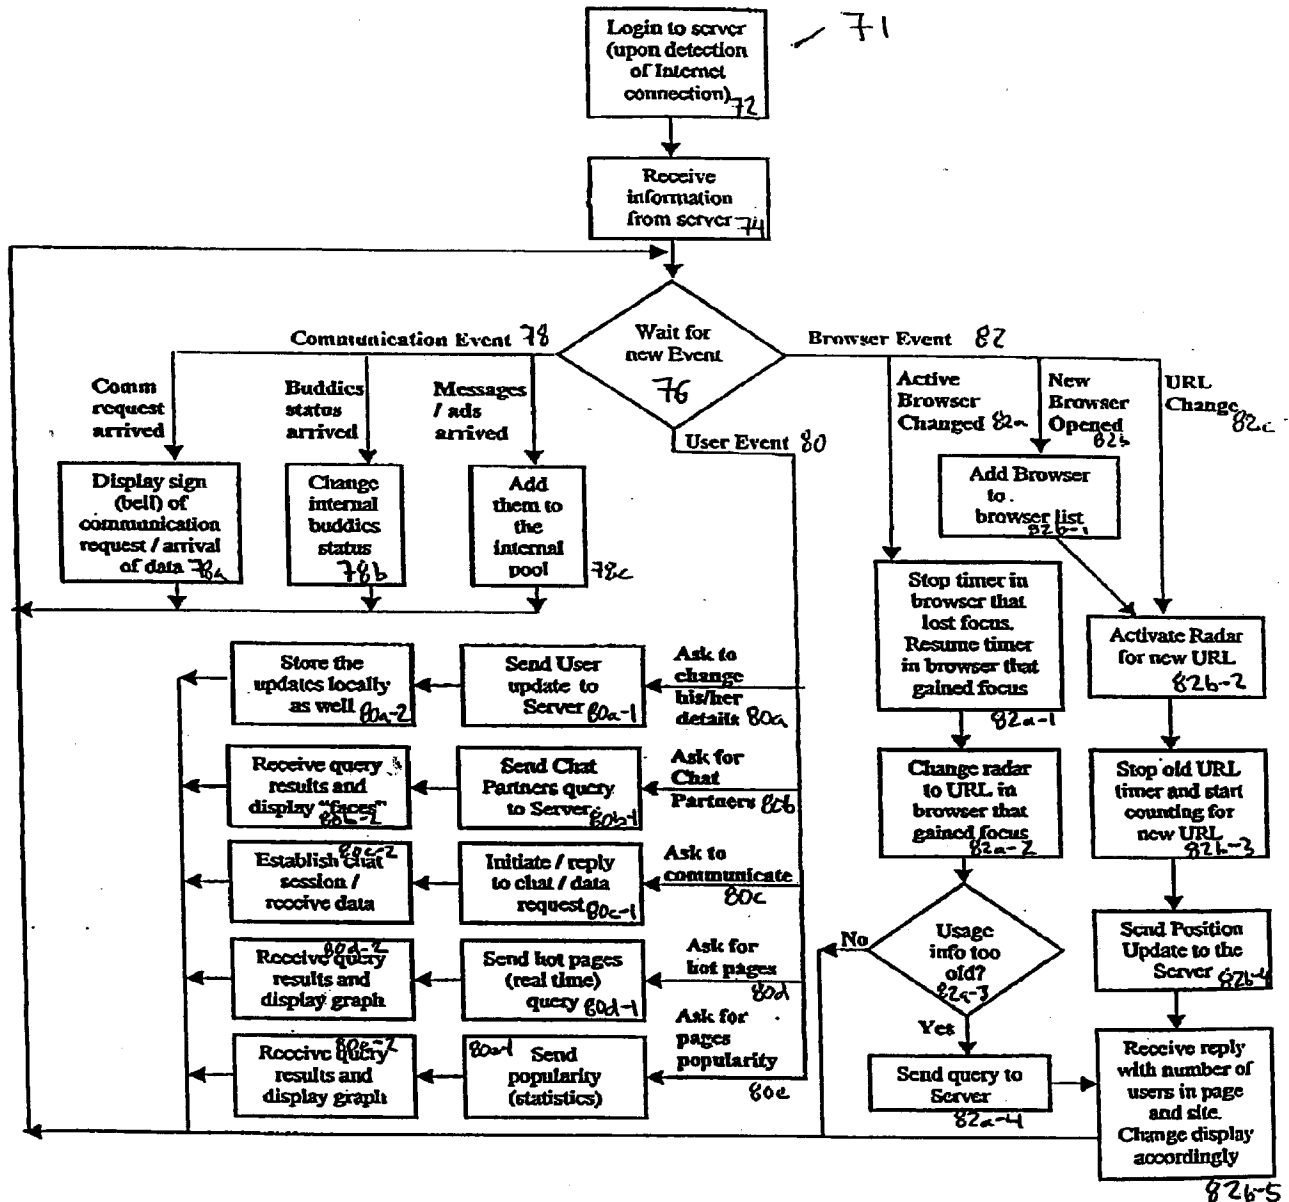 Login to server
(upon detection
of Internet
connection) 72
71
Receive
information
from server 74
Wait for
new Event
76
Communication Event 78
Comm
request
arrived
Buddies
status
arrived
Messages
/ ads
arrived
Display sign
(bell) of
communication
request / arrival
of data 78a
Change
internal
buddies
status
78b
Add
them to
the
internal
pool
78c
User Event 80
Ask to
change
his/her
details 80a
Send User
update to
Server 80a-1
Store the
updates locally
as well 80a-2
Ask for
Chat
Partners 80b
Send Chat
Partners query
to Server 80b-1
Receive query
results and
display "faces"
80b-2
Ask to
communicate
80c
Initiate / reply
to chat / data
request 80c-1
80c-2
Establish chat
session /
receive data
Ask for
hot pages
80d
Send hot pages
(real time)
query 80d-1
80d-2
Receive query
results and
display graph
Ask for
pages
popularity
80e
80e-1
Send
popularity
(statistics)
80e-2
Receive query
results and
display graph
Browser Event 82
Active
Browser
Changed 82a
New
Browser
Opened
82b
URL
Change
82c
Add Browser
to
browser list
82b-1
Stop timer in
browser that
lost focus.
Resume timer
in browser that
gained focus
82a-1
Activate Radar
for new URL
82b-2
Change radar
to URL in
browser that
gained focus
82a-2
Stop old URL
timer and start
counting for
new URL
82b-3
Usage
info too
old?
82a-3
No
Yes
Send Position
Update to the
Server 82b-4
Send query to
Server
82a-4
Receive reply
with number of
users in page
and site.
Change display
accordingly
82b-5